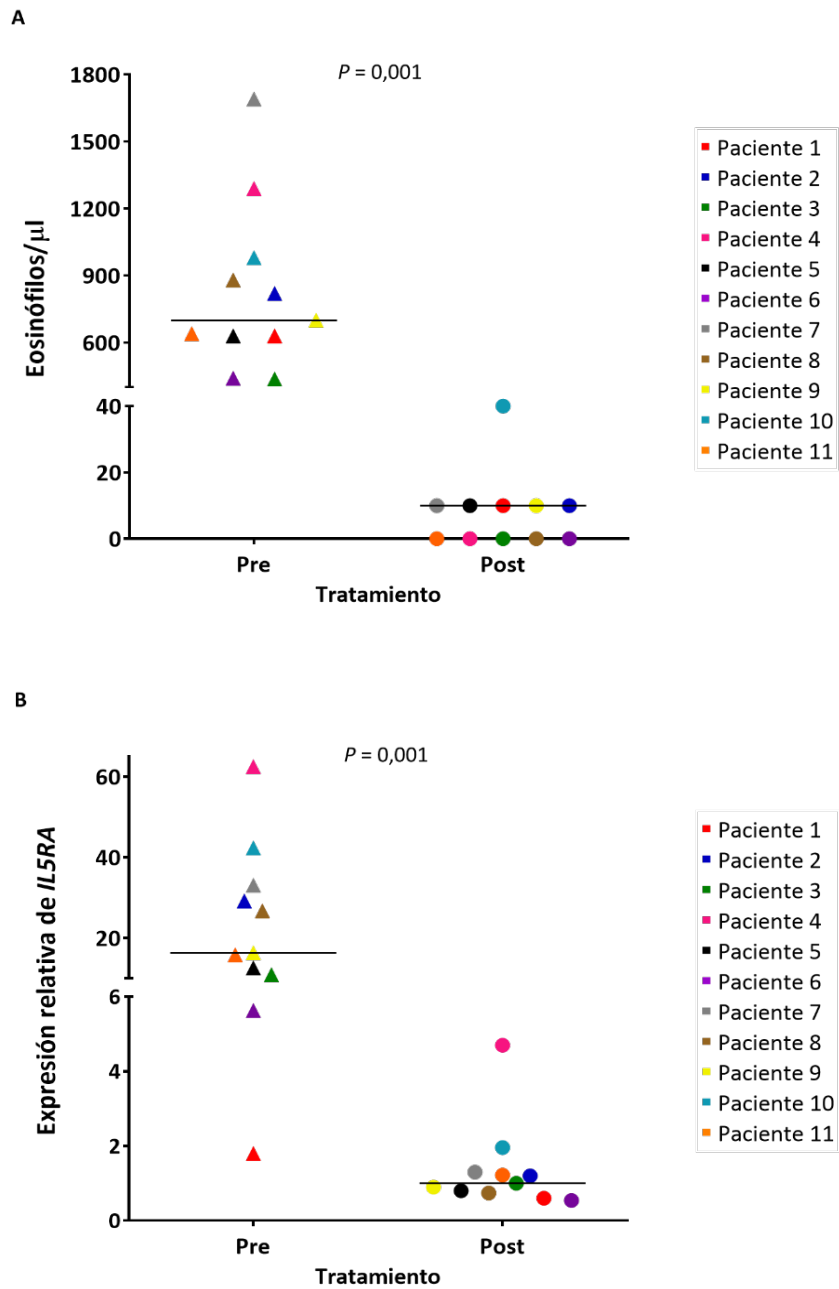 A
P = 0,001
Eosinófilos/µl
1800
1500
1200
900
600
40
20
0
Pre
Post
Tratamiento
Paciente 1
Paciente 2
Paciente 3
Paciente 4
Paciente 5
Paciente 6
Paciente 7
Paciente 8
Paciente 9
Paciente 10
Paciente 11
B
P = 0,001
Expresión relativa de IL5RA
60
40
20
6
4
2
0
Pre
Post
Tratamiento
Paciente 1
Paciente 2
Paciente 3
Paciente 4
Paciente 5
Paciente 6
Paciente 7
Paciente 8
Paciente 9
Paciente 10
Paciente 11